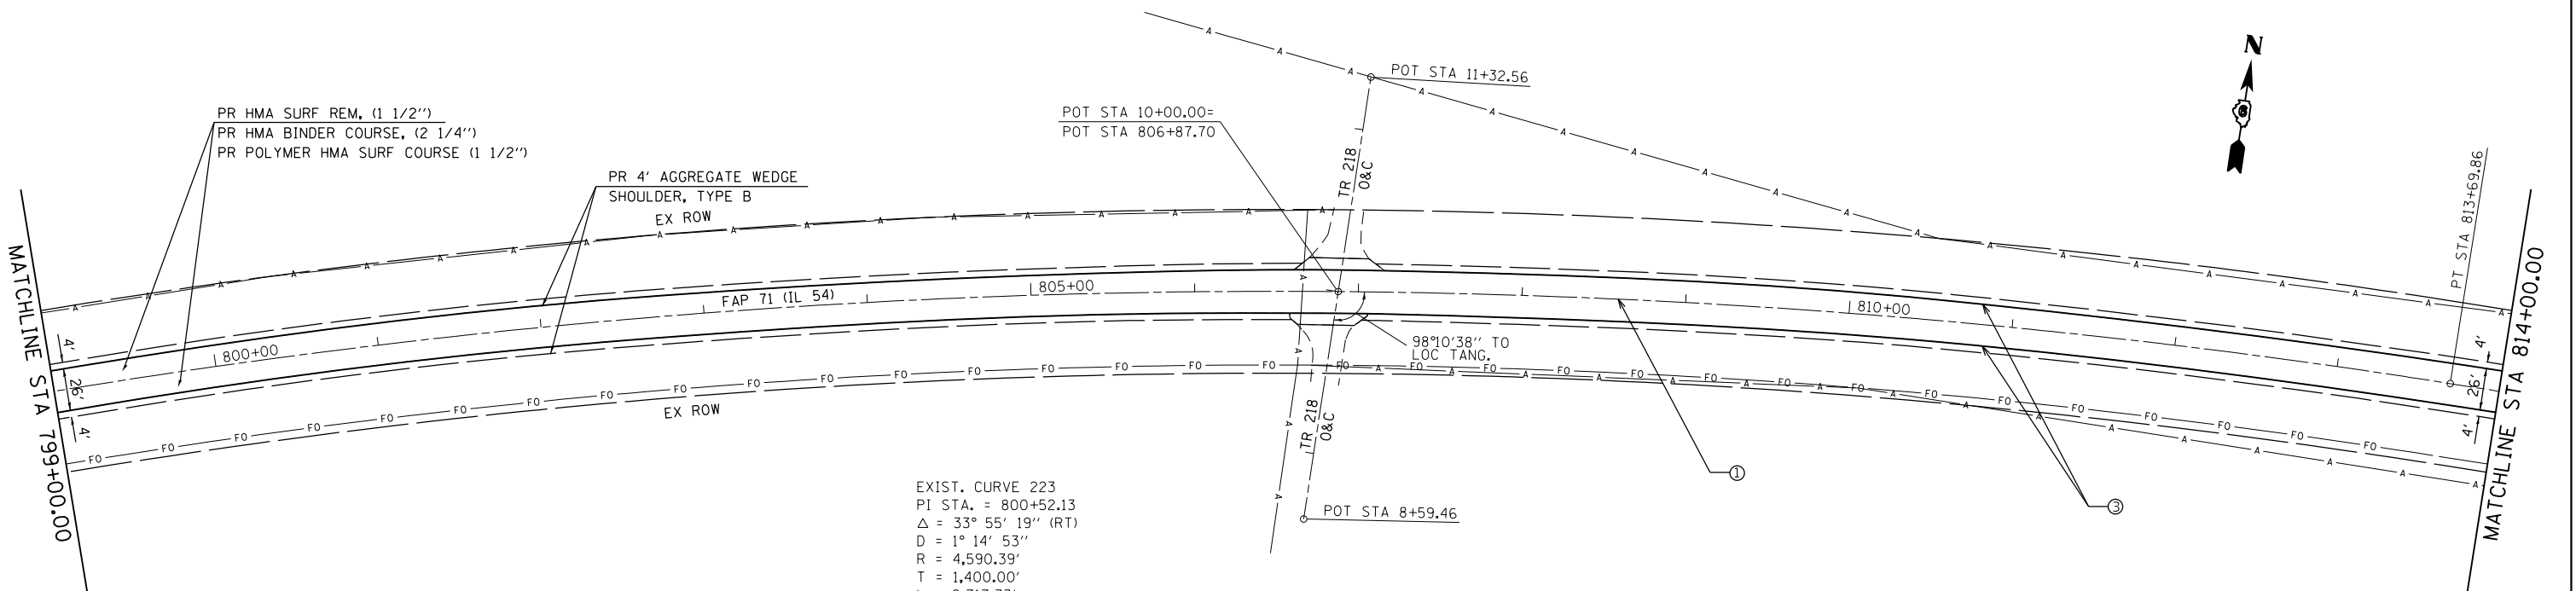 N
POT STA 11+32.56
PR HMA SURF REM, (1 1/2")
PR HMA BINDER COURSE, (2 1/4")
PR POLYMER HMA SURF COURSE (1 1/2")
POT STA 10+00.00=
POT STA 806+87.70
PR 4' AGGREGATE WEDGE
SHOULDER, TYPE B
EX ROW
TR 218
O&C
PT STA 813+69.86
MATCHLINE STA 799+00.00
4'
26'
4'
800+00
FAP 71 (IL 54)
805+00
810+00
4'
26'
4'
MATCHLINE STA 814+00.00
98°10'38" TO
LOC TANG.
EX ROW
TR 218
O&C
1
3
POT STA 8+59.46
EXIST. CURVE 223
PI STA. = 800+52.13
Δ = 33° 55' 19" (RT)
D = 1° 14' 53"
R = 4,590.39'
T = 1,400.00'